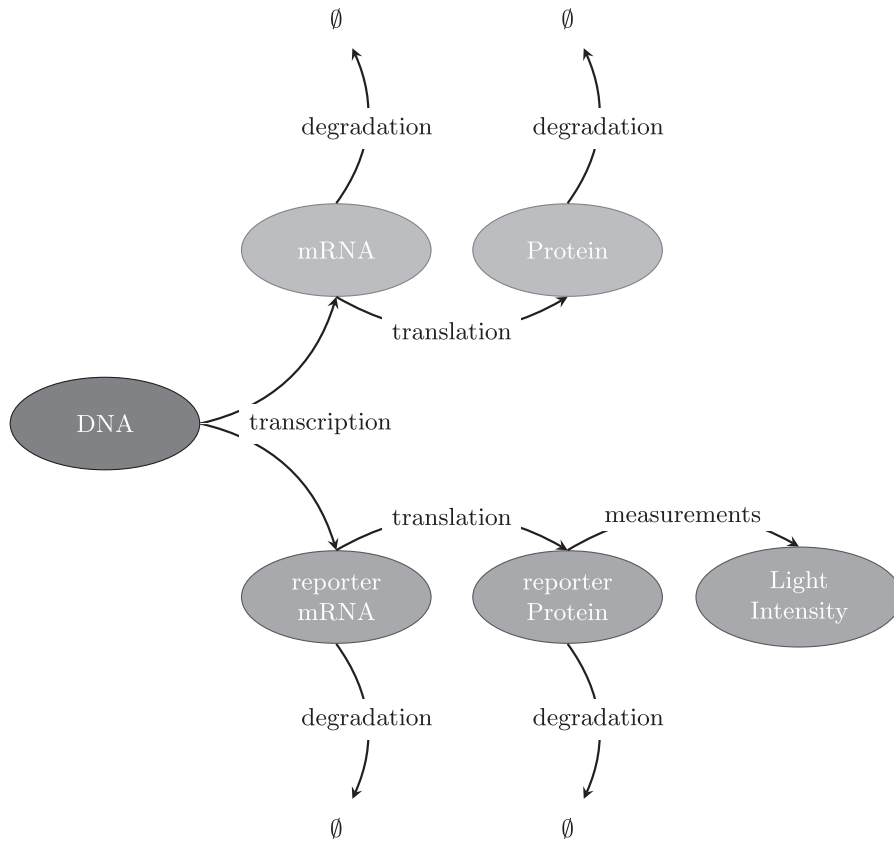 ∅ ∅
degradation degradation
mRNA Protein
translation
DNA transcription
translation measurements
reporter mRNA
reporter Protein
Light Intensity
degradation degradation
∅ ∅